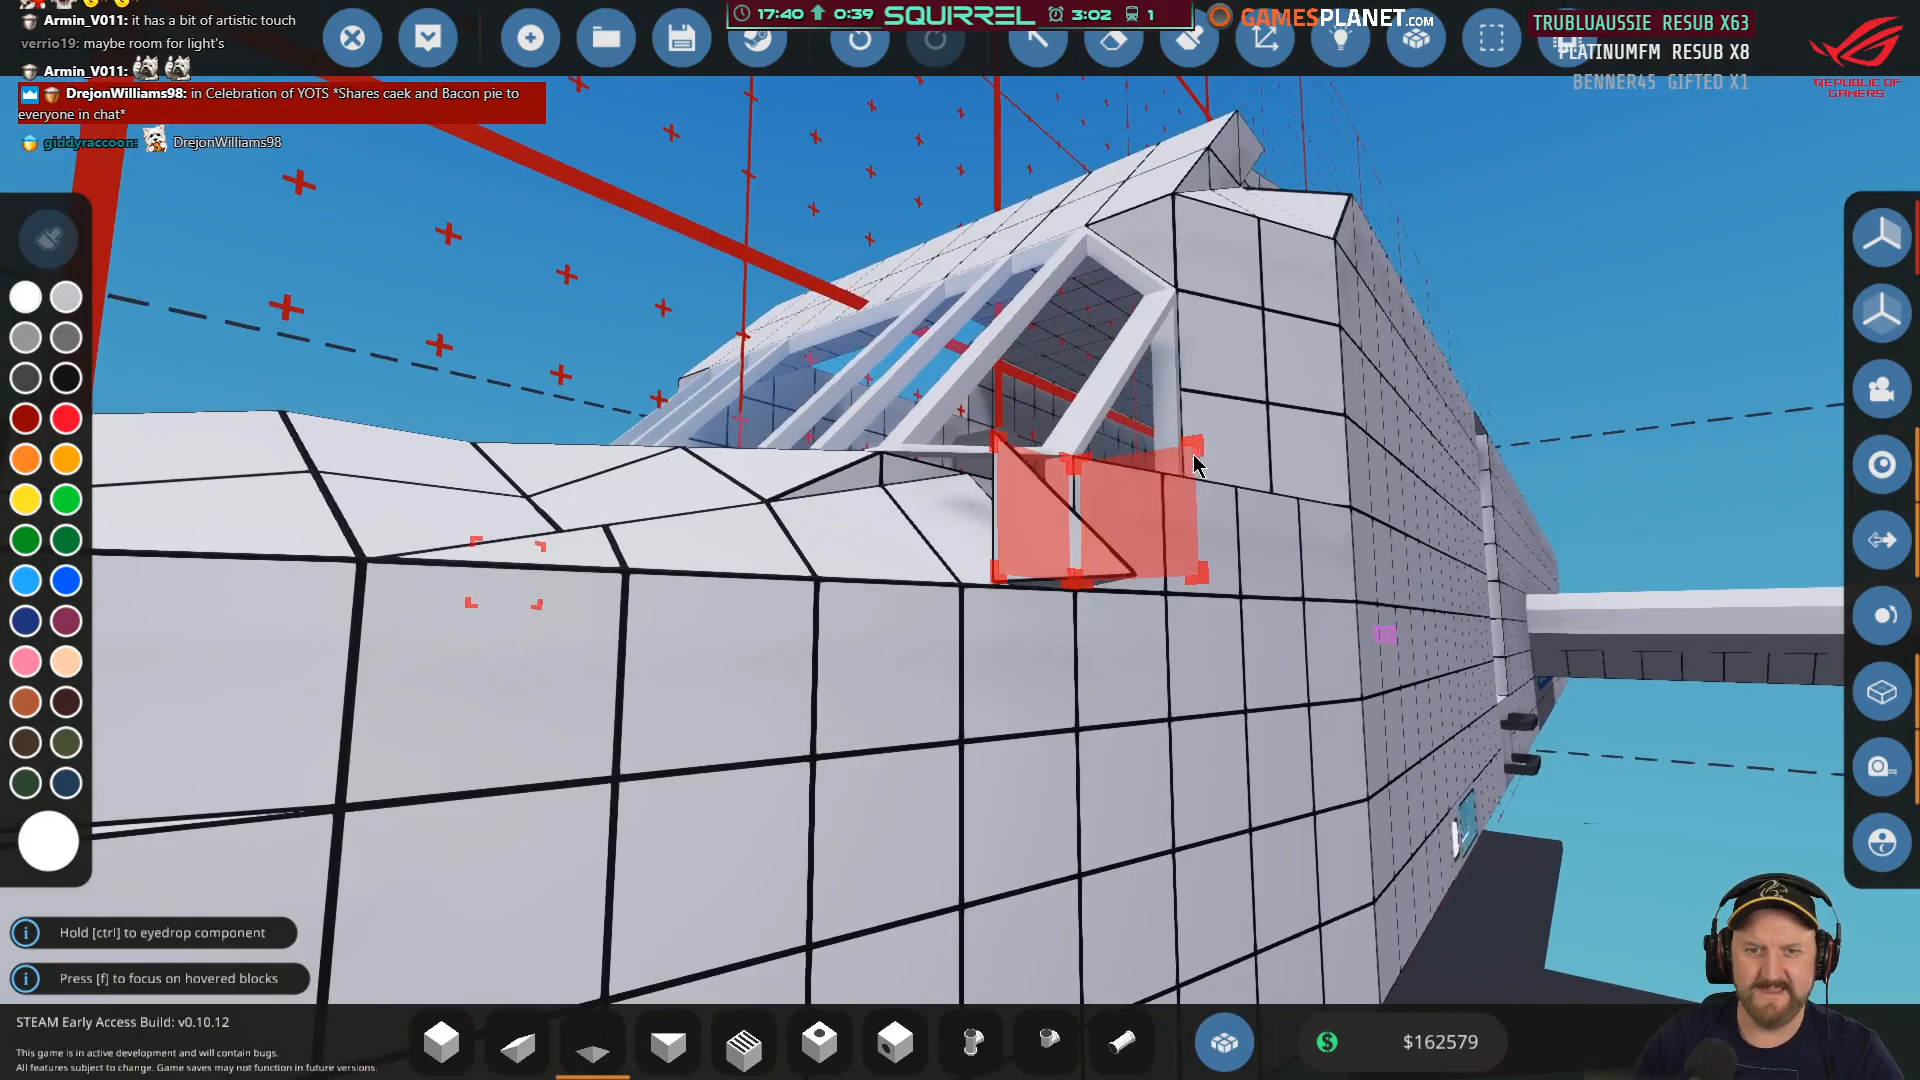 Armin_V011: it has a bit of artistic touch
verrio19: maybe room for light's
Armin_V011:
DrejonWilliams98: in Celebration of YOTS *Shares caek and Bacon pie to
everyone in chat*
giddyraccoon: DrejonWilliams98
17:40 0:39 SQUIRREL 3:02 1
GAMESPLANET.COM
TRUBLUAUSSIE RESUB X63
PLATINUMFM RESUB X8
BENNER45 GIFTED X1
REPUBLIC OF
GAMERS
Hold [ctrl] to eyedrop component
Press [f] to focus on hovered blocks
STEAM Early Access Build: v0.10.12
This game is in active development and will contain bugs.
All features subject to change. Game saves may not function in future versions.
$162579